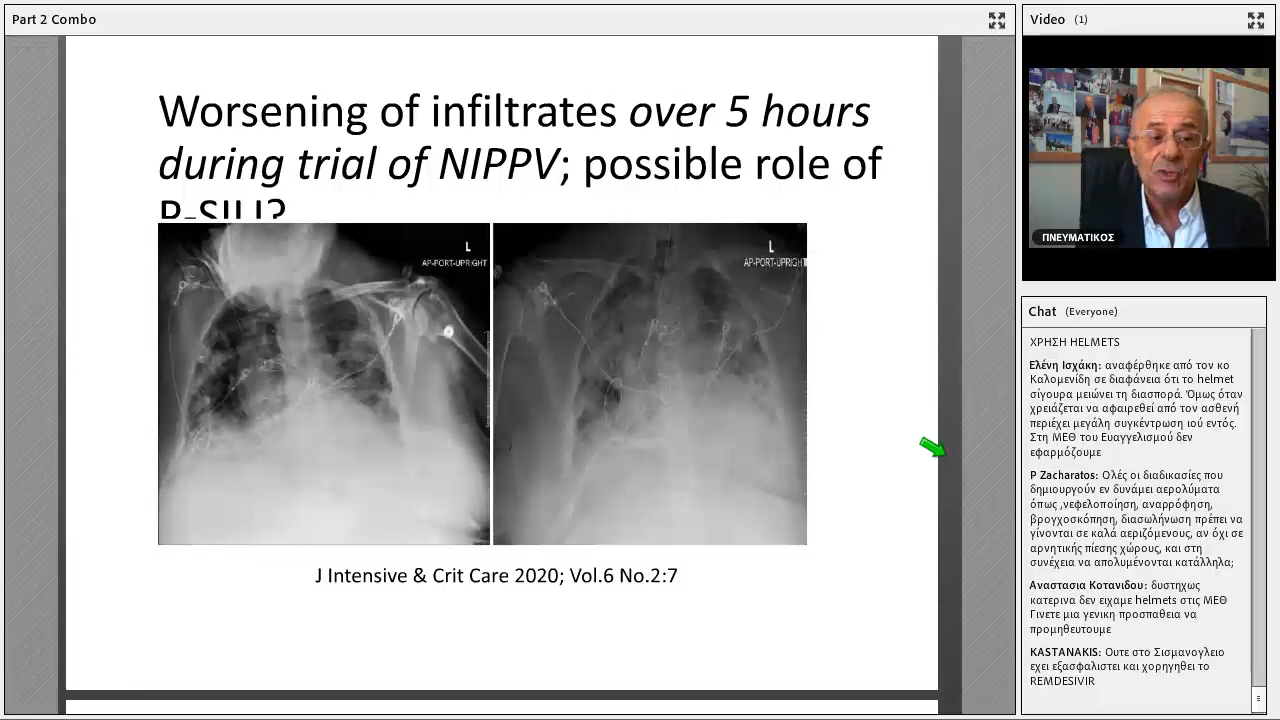 Part 2 Combo
Worsening of infiltrates over 5 hours
during trial of NIPPV; possible role of
P-SILI?
L
AP-PORT-UPRIGHT
L
AP-PORT-UPRIGHT
J Intensive & Crit Care 2020; Vol.6 No.2:7
Video (1)
ΠΝΕΥΜΑΤΙΚΟΣ
Chat (Everyone)
ΧΡΗΣΗ HELMETS
Ελένη Ισχάκη: αναφέρθηκε από τον κο
Καλομενίδη σε διαφάνεια ότι το helmet
σίγουρα μειώνει τη διασπορά. Όμως όταν
χρειάζεται να αφαιρεθεί από τον ασθενή
περιέχει μεγάλη συγκέντρωση ιού εντός.
Στη ΜΕΘ του Ευαγγελισμού δεν
εφαρμόζουμε
P Zacharatos: Ολές οι διαδικασίες που
δημιουργούν εν δυνάμει αερολύματα
όπως ,νεφελοποίηση, αναρρόφηση,
βρογχοσκόπηση, διασωλήνωση πρέπει να
γίνονται σε καλά αεριζόμενους, αν όχι σε
αρνητικής πίεσης χώρους, και στη
συνέχεια να απολυμένονται κατάλληλα;
Αναστασια Κοτανιδου: δυστηχως
κατερινα δεν ειχαμε helmets στις ΜΕΘ
Γινετε μια γενικη προσπαθεια να
προμηθευτουμε
KASTANAKIS: Ουτε στο Σισμανογλειο
εχει εξασφαλιστει και χορηγηθει το
REMDESIVIR